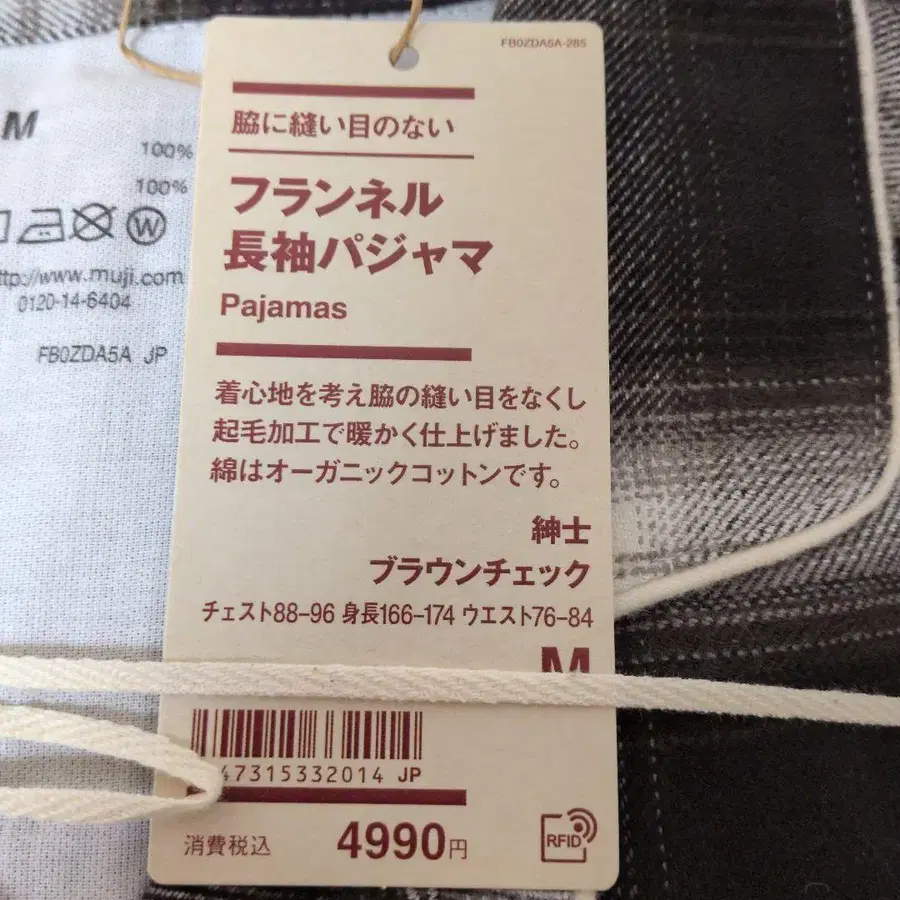 FB0ZDA5A-285
脇に縫い目のない
フランネル
長袖パジャマ
Pajamas
着心地を考え脇の縫い目をなくし
起毛加工で暖かく仕上げました。
綿はオーガニックコットンです。
紳士
ブラウンチェック
チェスト88-96 身長166-174 ウエスト76-84
M
47315332014 JP
消費税込 4990円
RFID
M
100%
100%
W
ttp://www.muji.com
0120-14-6404
FB0ZDA5A JP